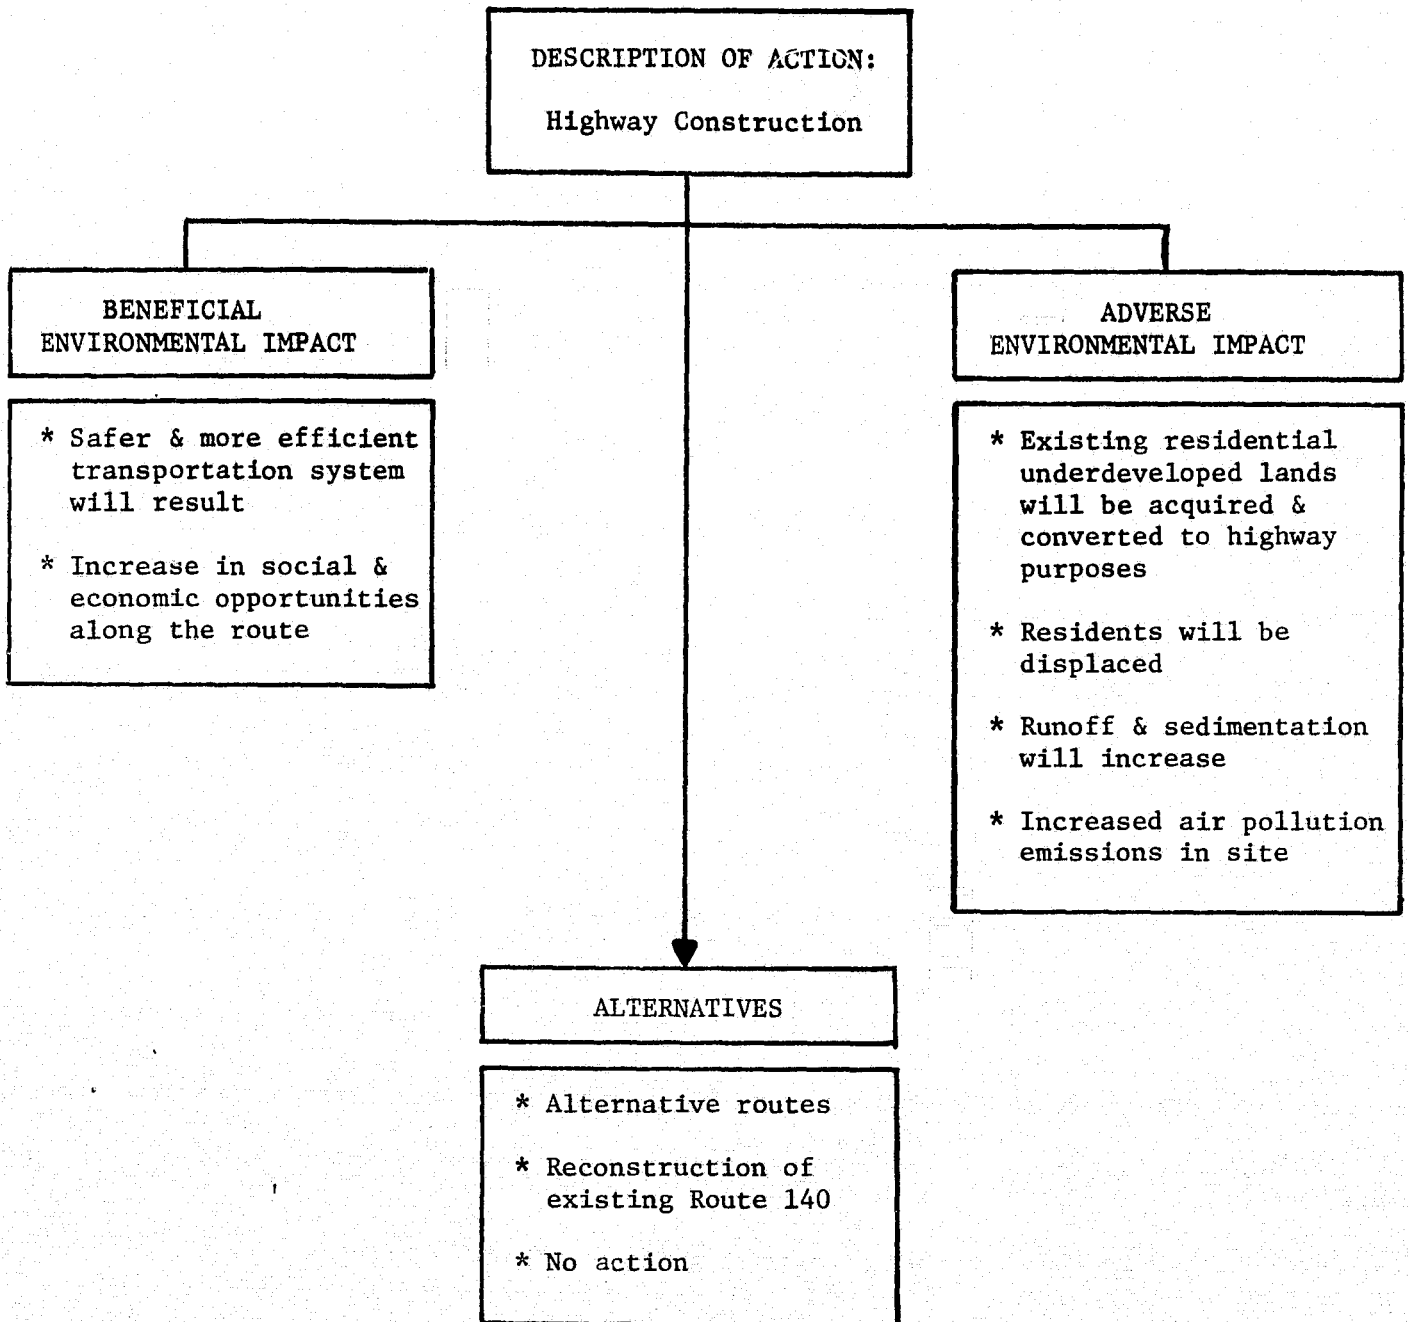 DESCRIPTION OF ACTION:
Highway Construction
BENEFICIAL
ENVIRONMENTAL IMPACT
* Safer & more efficient
transportation system
will result
* Increase in social &
economic opportunities
along the route
ADVERSE
ENVIRONMENTAL IMPACT
* Existing residential
underdeveloped lands
will be acquired &
converted to highway
purposes
* Residents will be
displaced
* Runoff & sedimentation
will increase
* Increased air pollution
emissions in site
ALTERNATIVES
* Alternative routes
* Reconstruction of
existing Route 140
* No action